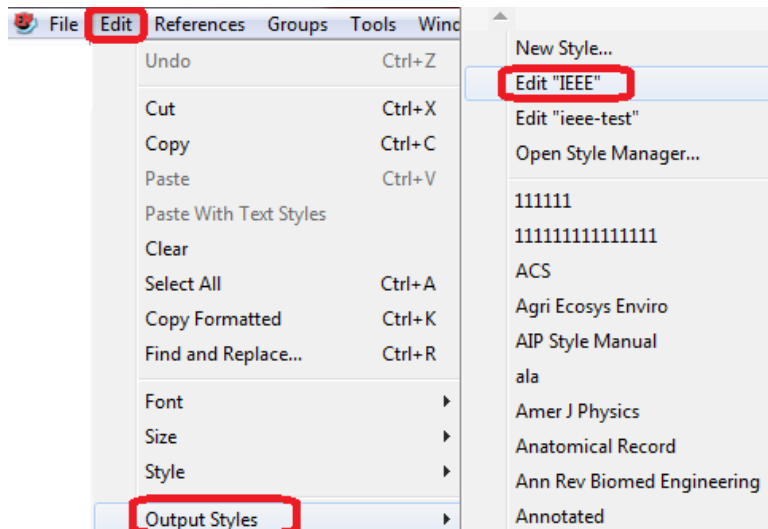 File Edit References Groups Tools Wind
Undo Ctrl+Z
Cut Ctrl+X
Copy Ctrl+C
Paste Ctrl+V
Paste With Text Styles
Clear
Select All Ctrl+A
Copy Formatted Ctrl+K
Find and Replace... Ctrl+R
Font
Size
Style
Output Styles
New Style...
Edit "IEEE"
Edit "ieee-test"
Open Style Manager...
111111
111111111111111
ACS
Agri Ecosys Enviro
AIP Style Manual
ala
Amer J Physics
Anatomical Record
Ann Rev Biomed Engineering
Annotated